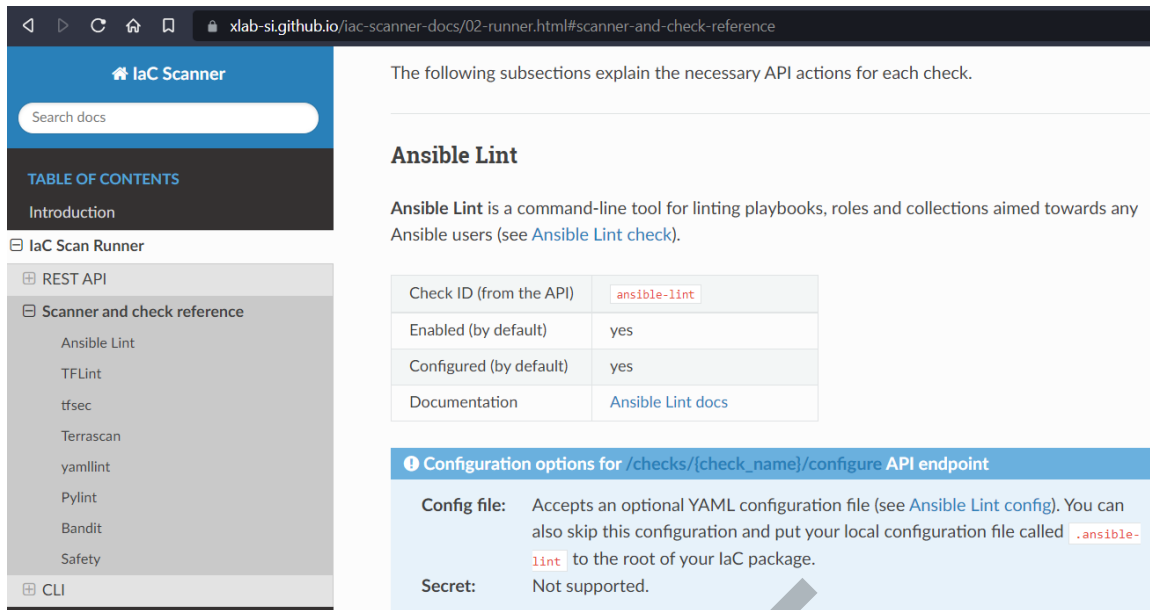 xlab-si.github.io/iac-scanner-docs/02-runner.html#scanner-and-check-reference
IaC Scanner
Search docs
TABLE OF CONTENTS
Introduction
IaC Scan Runner
REST API
Scanner and check reference
Ansible Lint
TFLint
tfsec
Terrascan
yamllint
Pylint
Bandit
Safety
CLI
The following subsections explain the necessary API actions for each check.
Ansible Lint
Ansible Lint is a command-line tool for linting playbooks, roles and collections aimed towards any
Ansible users (see Ansible Lint check).
Check ID (from the API) ansible-lint
Enabled (by default) yes
Configured (by default) yes
Documentation Ansible Lint docs
Configuration options for /checks/{check_name}/configure API endpoint
Config file: Accepts an optional YAML configuration file (see Ansible Lint config). You can
also skip this configuration and put your local configuration file called .ansible-
lint to the root of your IaC package.
Secret: Not supported.